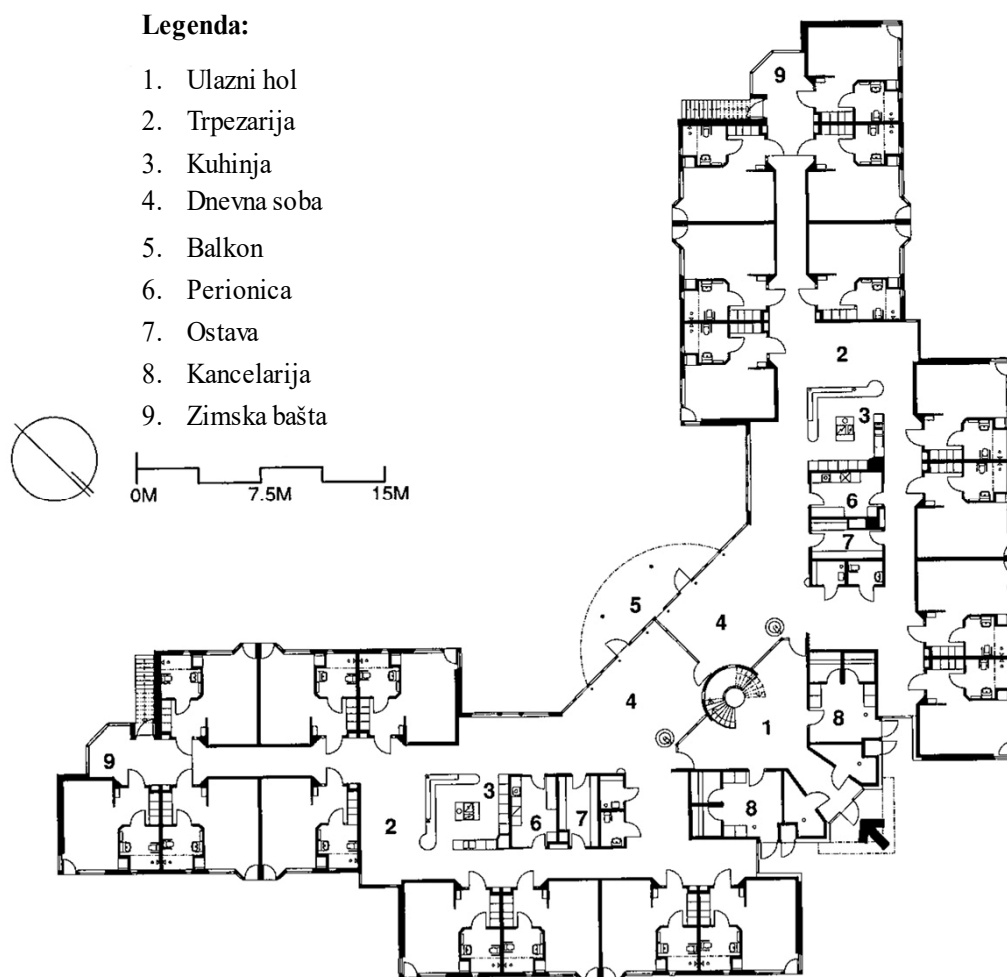 Legenda:
1. Ulazni hol
2. Trpezarija
3. Kuhinja
4. Dnevna soba
5. Balkon
6. Perionica
7. Ostava
8. Kancelarija
9. Zimska bašta
0M 7.5M 15M
9
2
3
6
7
5
4
4
1
8
9
2
3
6
7
8